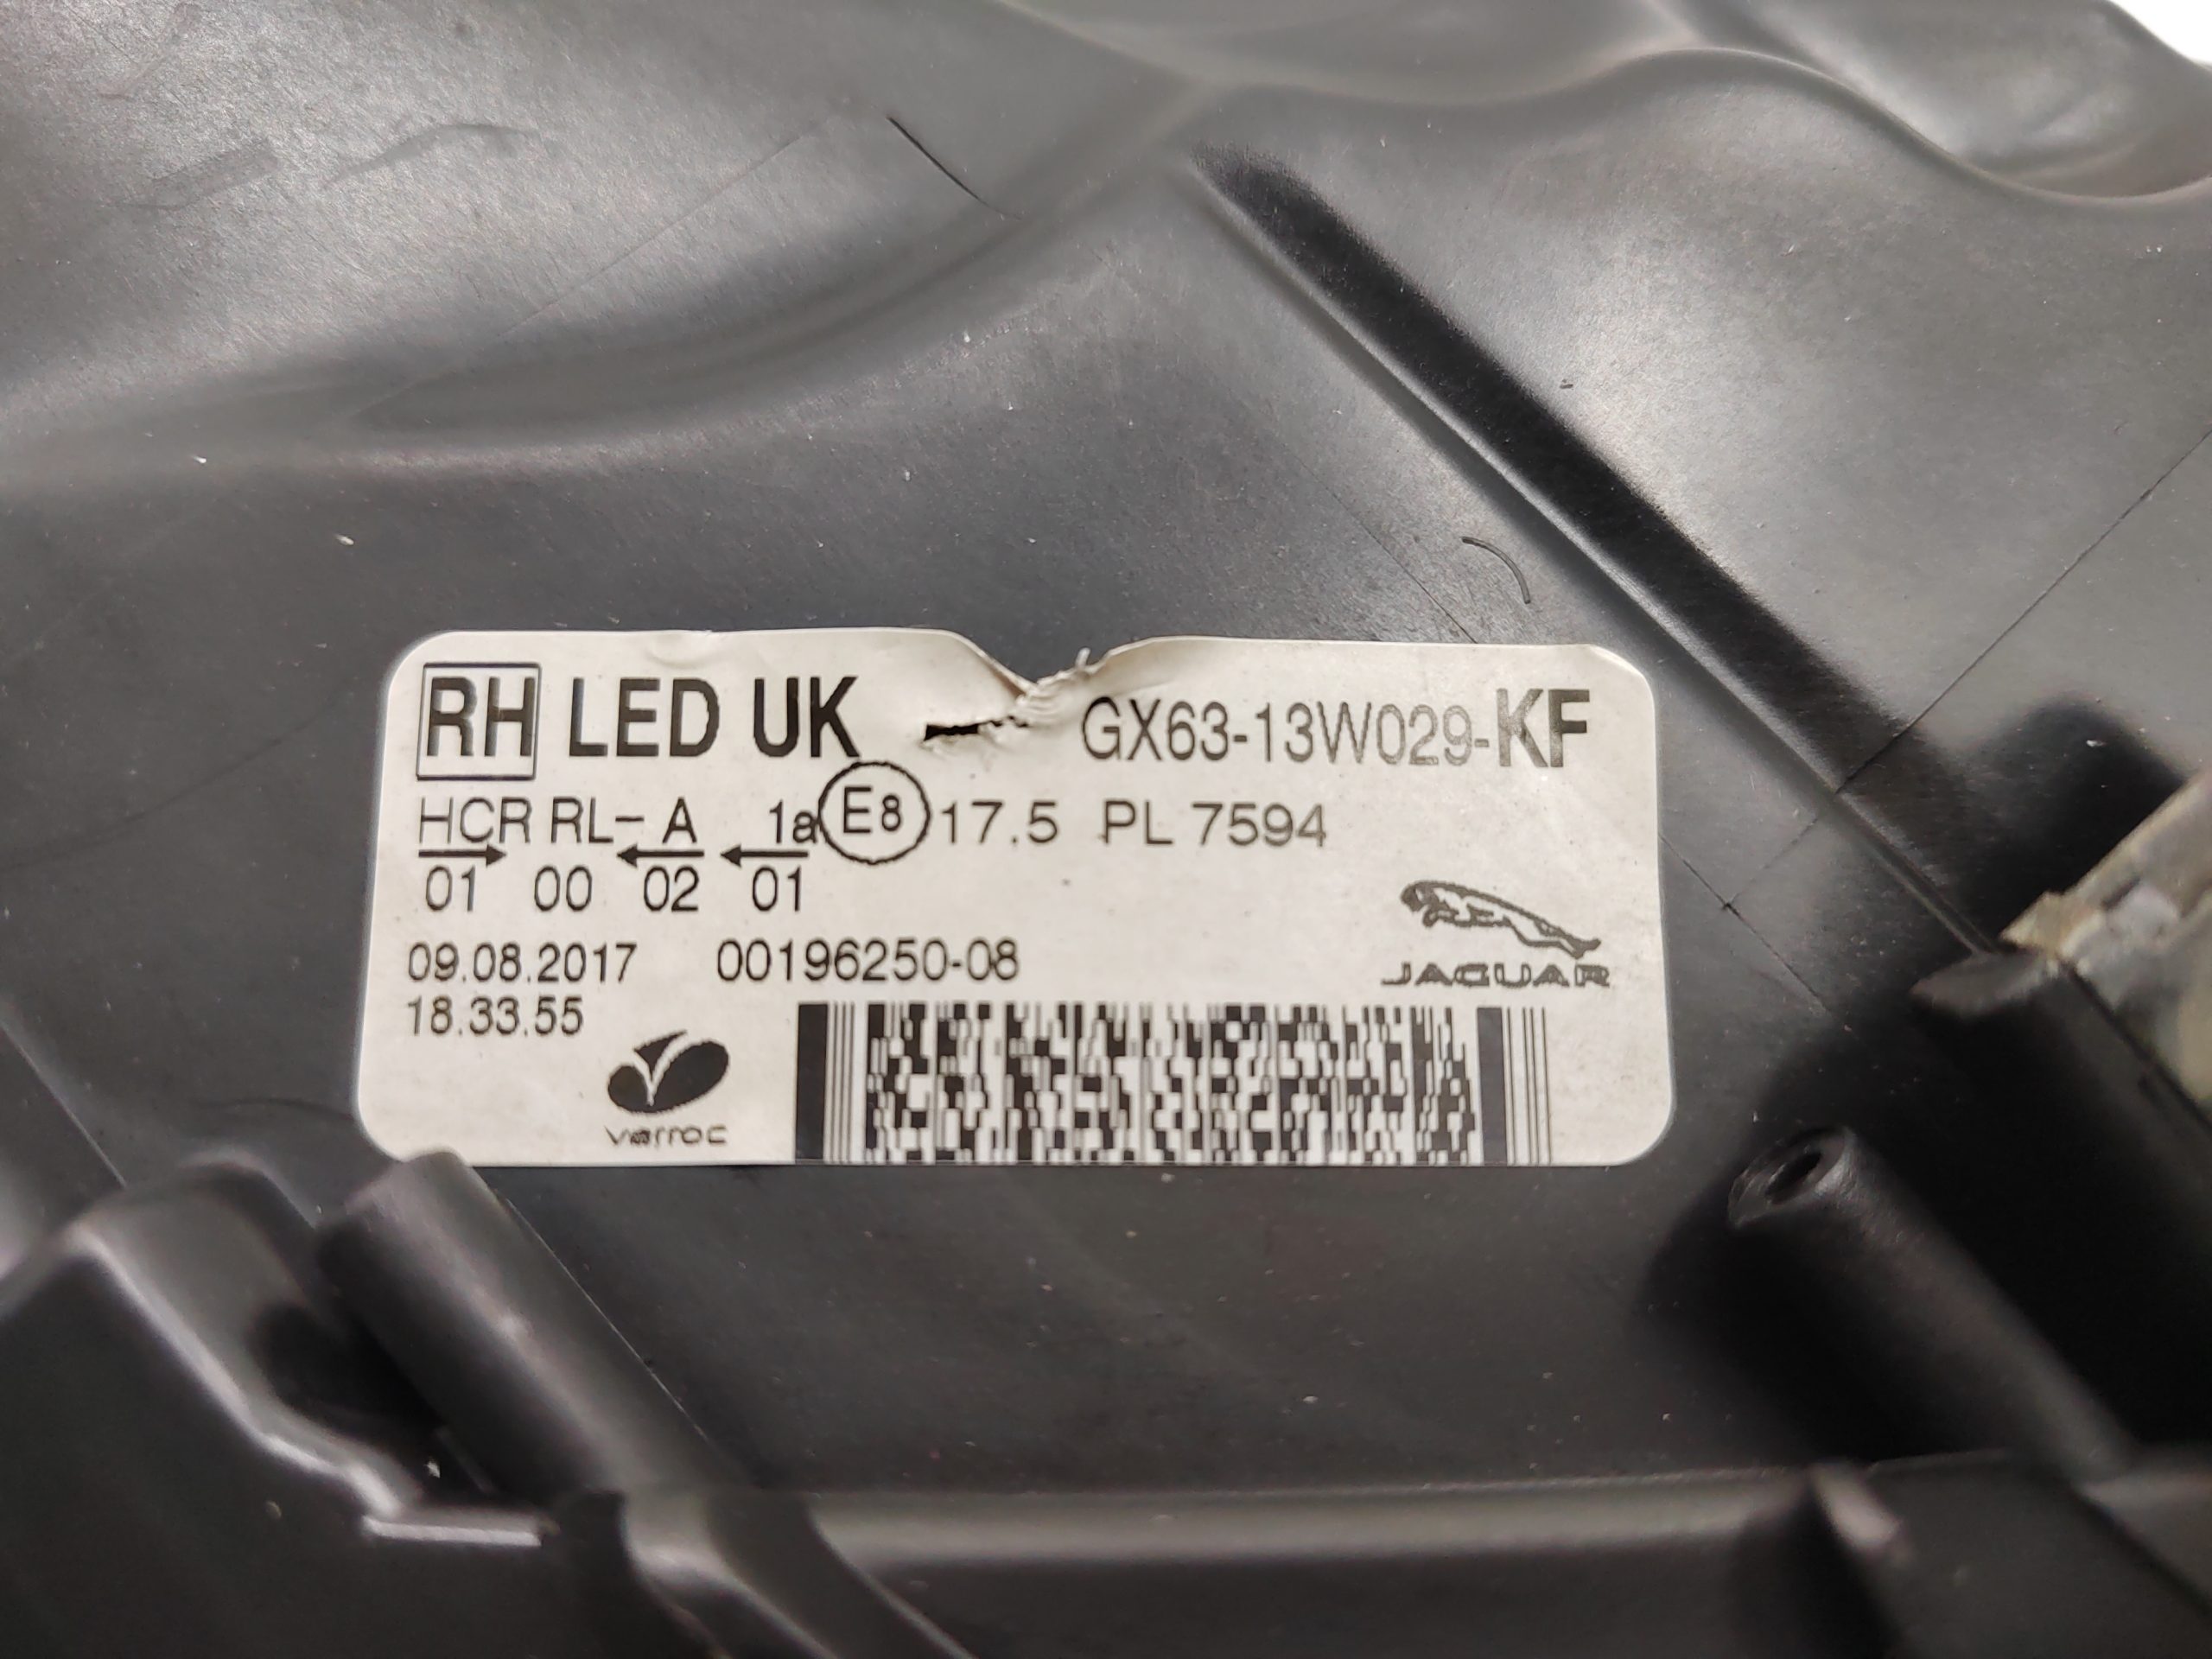 RH LED UK GX63-13W029-KF
HCR RL- A 1a E8 17.5 PL 7594
01 00 02 01
09.08.2017 00196250-08
18.33.55
JAGUAR
varroc